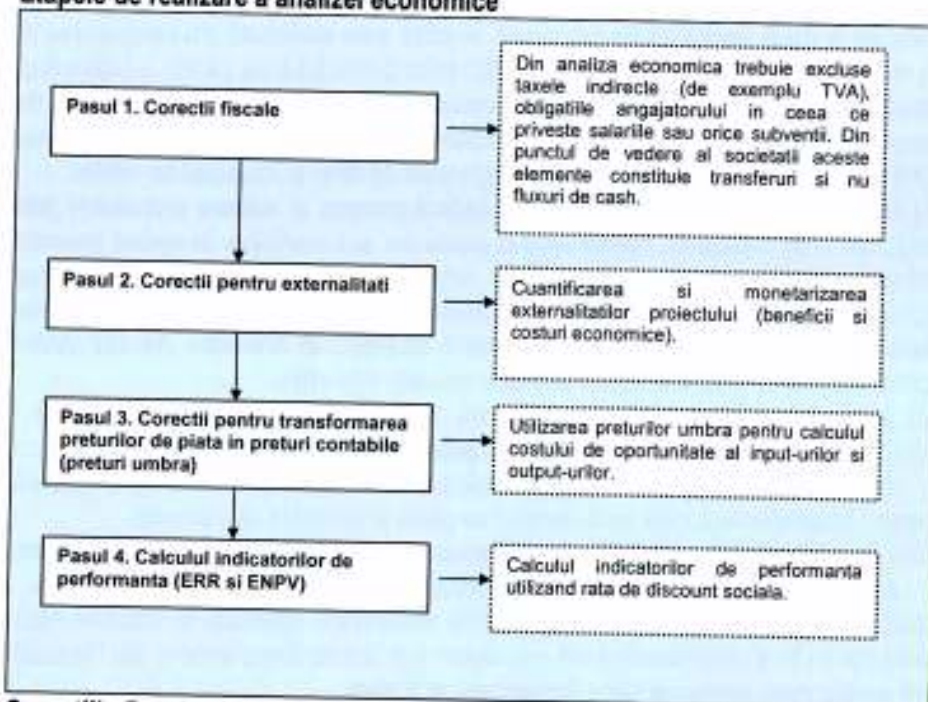 Etapele de realizare a analizei economice
Pasul 1. Corectii fiscale
Din analiza economica trebuie excluse
taxele indirecte (de exemplu TVA),
obligatiile angajatorului in ceea ce
priveste salariile sau orice subventii. Din
punctul de vedere al societatii aceste
elemente constituie transferuri si nu
fluxuri de cash.
Pasul 2. Corectii pentru externalitati
Cuantificarea si monetarizarea
externalitatilor proiectului (beneficii si
costuri economice).
Pasul 3. Corectii pentru transformarea
preturilor de piata in preturi contabile
(preturi umbra)
Utilizarea preturilor umbra pentru calculul
costului de oportunitate al input-urilor si
output-urilor.
Pasul 4. Calculul indicatorilor de
performanta (ERR si ENPV)
Calculul indicatorilor de performanta
utilizand rata de discount sociala.